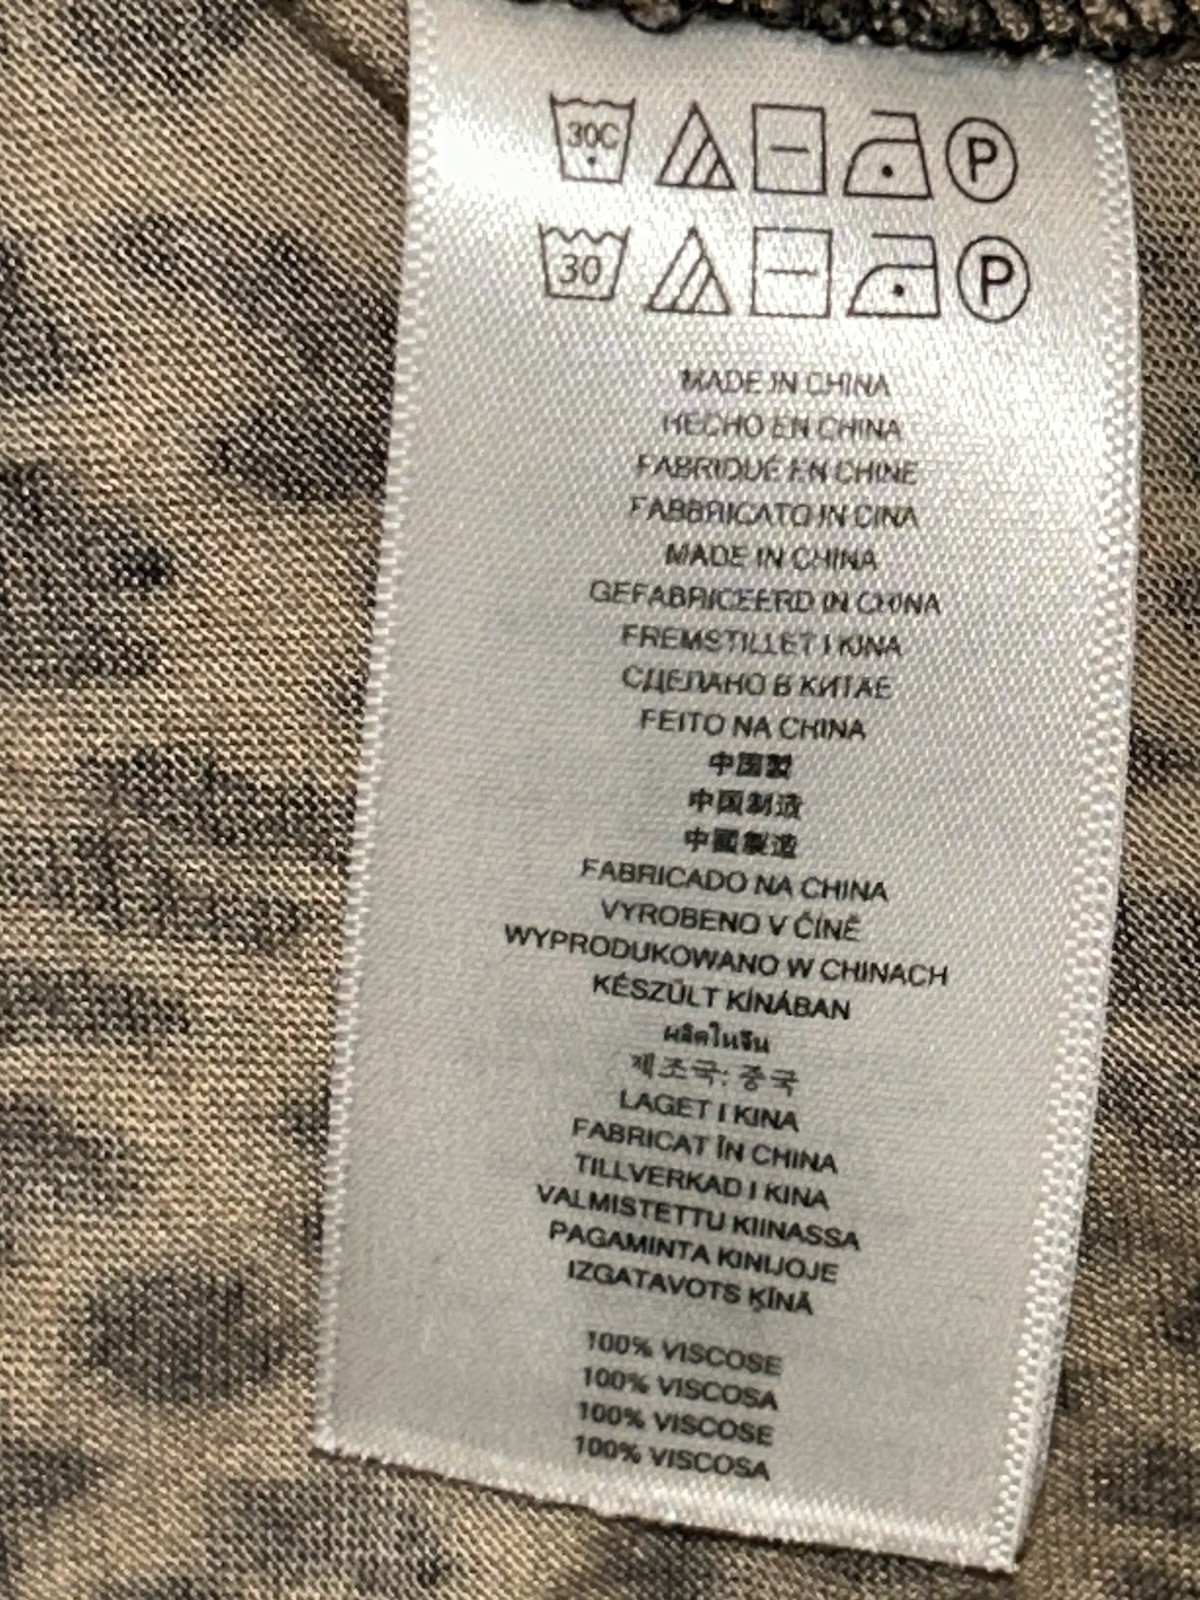 30C P
30 P
MADE IN CHINA
HECHO EN CHINA
FABRIQUÉ EN CHINE
FABBRICATO IN CINA
MADE IN CHINA
GEFABRICEERD IN CHINA
FREMSTILLET I KINA
СДЕЛАНО В КИТАЕ
FEITO NA CHINA
中国製
中国制造
中國製造
FABRICADO NA CHINA
VYROBENO V ČÍNĚ
WYPRODUKOWANO W CHINACH
KÉSZÜLT KÍNÁBAN
ผลิตในจีน
제조국: 중국
LAGET I KINA
FABRICAT ÎN CHINA
TILLVERKAD I KINA
VALMISTETTU KIINASSA
PAGAMINTA KINIJOJE
IZGATAVOTS ĶĪNĀ
100% VISCOSE
100% VISCOSA
100% VISCOSE
100% VISCOSA